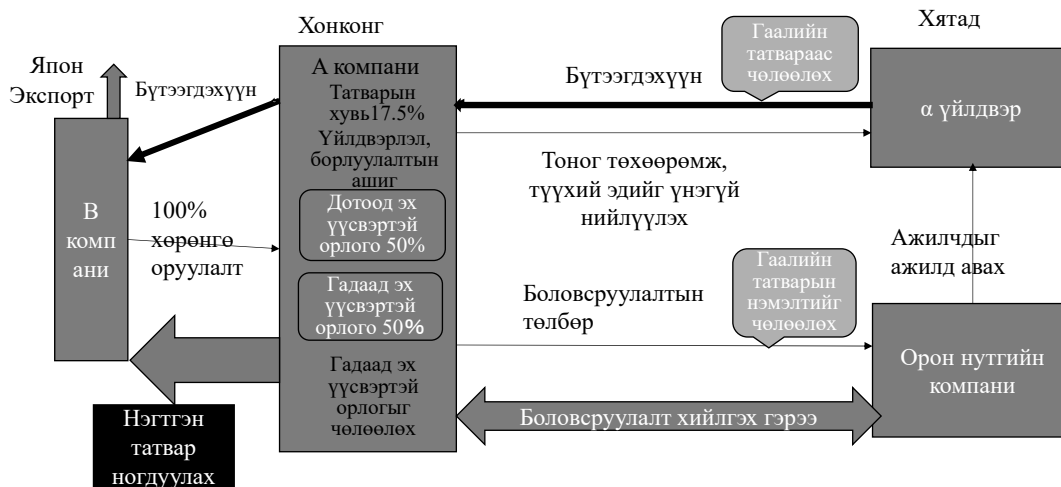 Хонконг
Хятад
Япон
Экспорт
Бүтээгдэхүүн
А компани
Татварын
хувь17.5%
Үйлдвэрлэл,
борлуулалтын
ашиг
Дотоод эх
үүсвэртэй
орлого 50%
Гадаад эх
үүсвэртэй
орлого 50%
Гадаад эх
үүсвэртэй
орлогыг
чөлөөлөх
Бүтээгдэхүүн
Гаалийн
татвараас
чөлөөлөх
α үйлдвэр
Тоног төхөөрөмж,
түүхий эдийг үнэгүй
нийлүүлэх
В
комп
ани
100%
хөрөнгө
оруулалт
Ажилчдыг
ажилд авах
Боловсруулалтын
төлбөр
Гаалийн
татварын
нэмэлтийг
чөлөөлөх
Орон нутгийн
компани
Боловсруулалт хийлгэх гэрээ
Нэгтгэн
татвар
ногдуулах